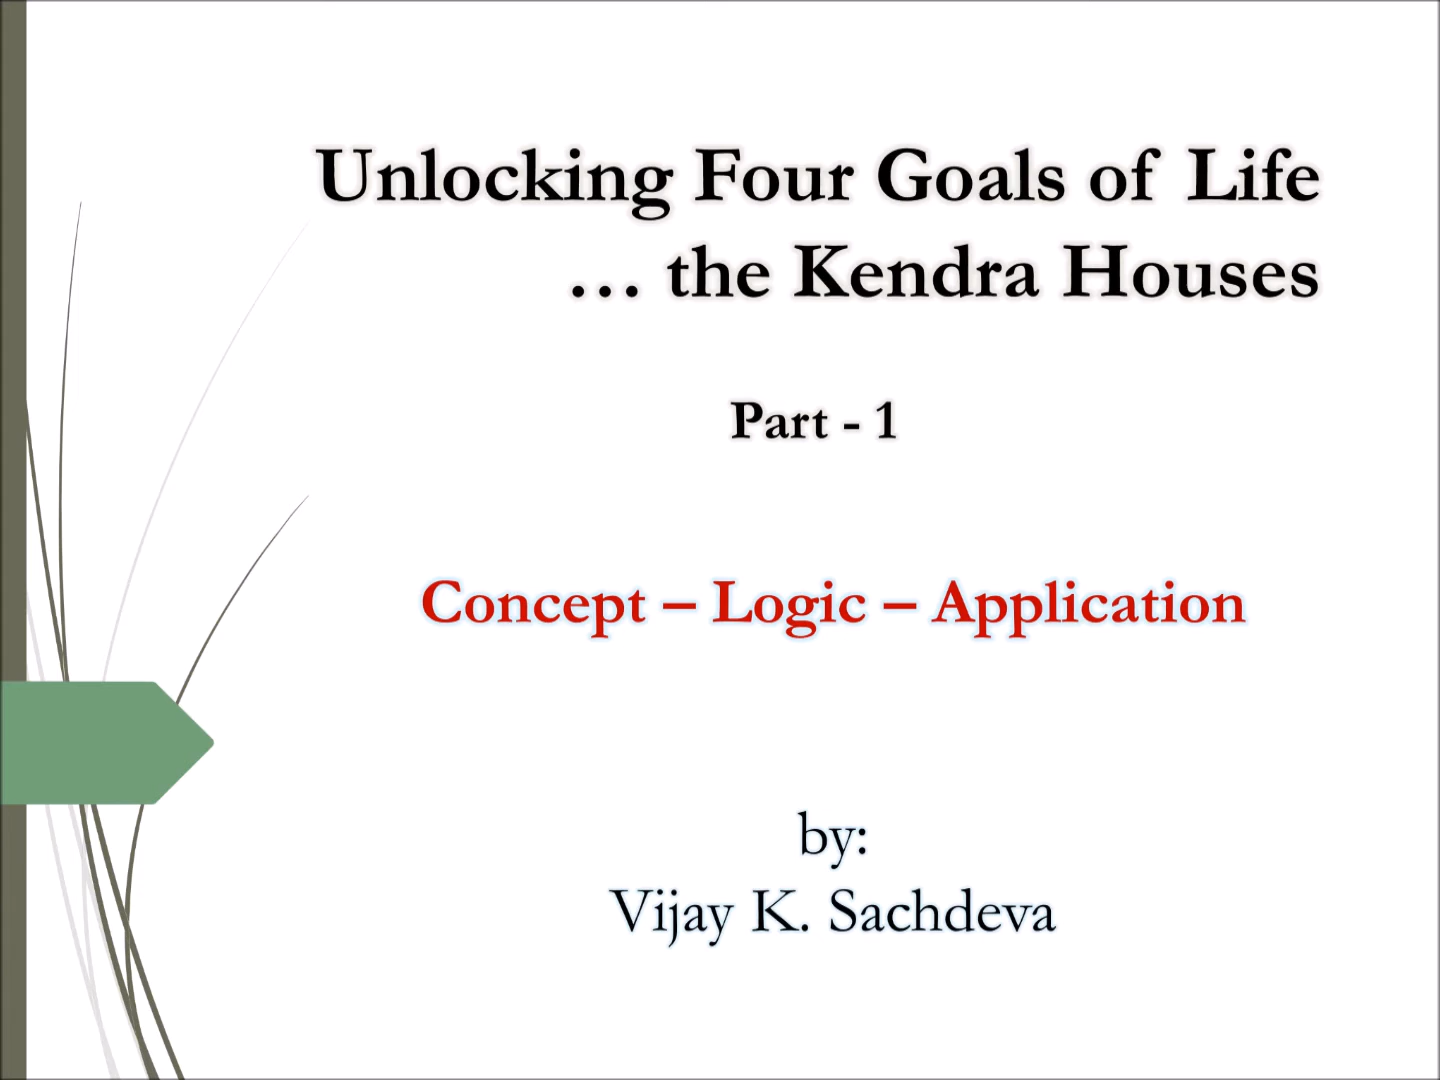 Unlocking Four Goals of Life
… the Kendra Houses
Part - 1
Concept – Logic – Application
by:
Vijay K. Sachdeva